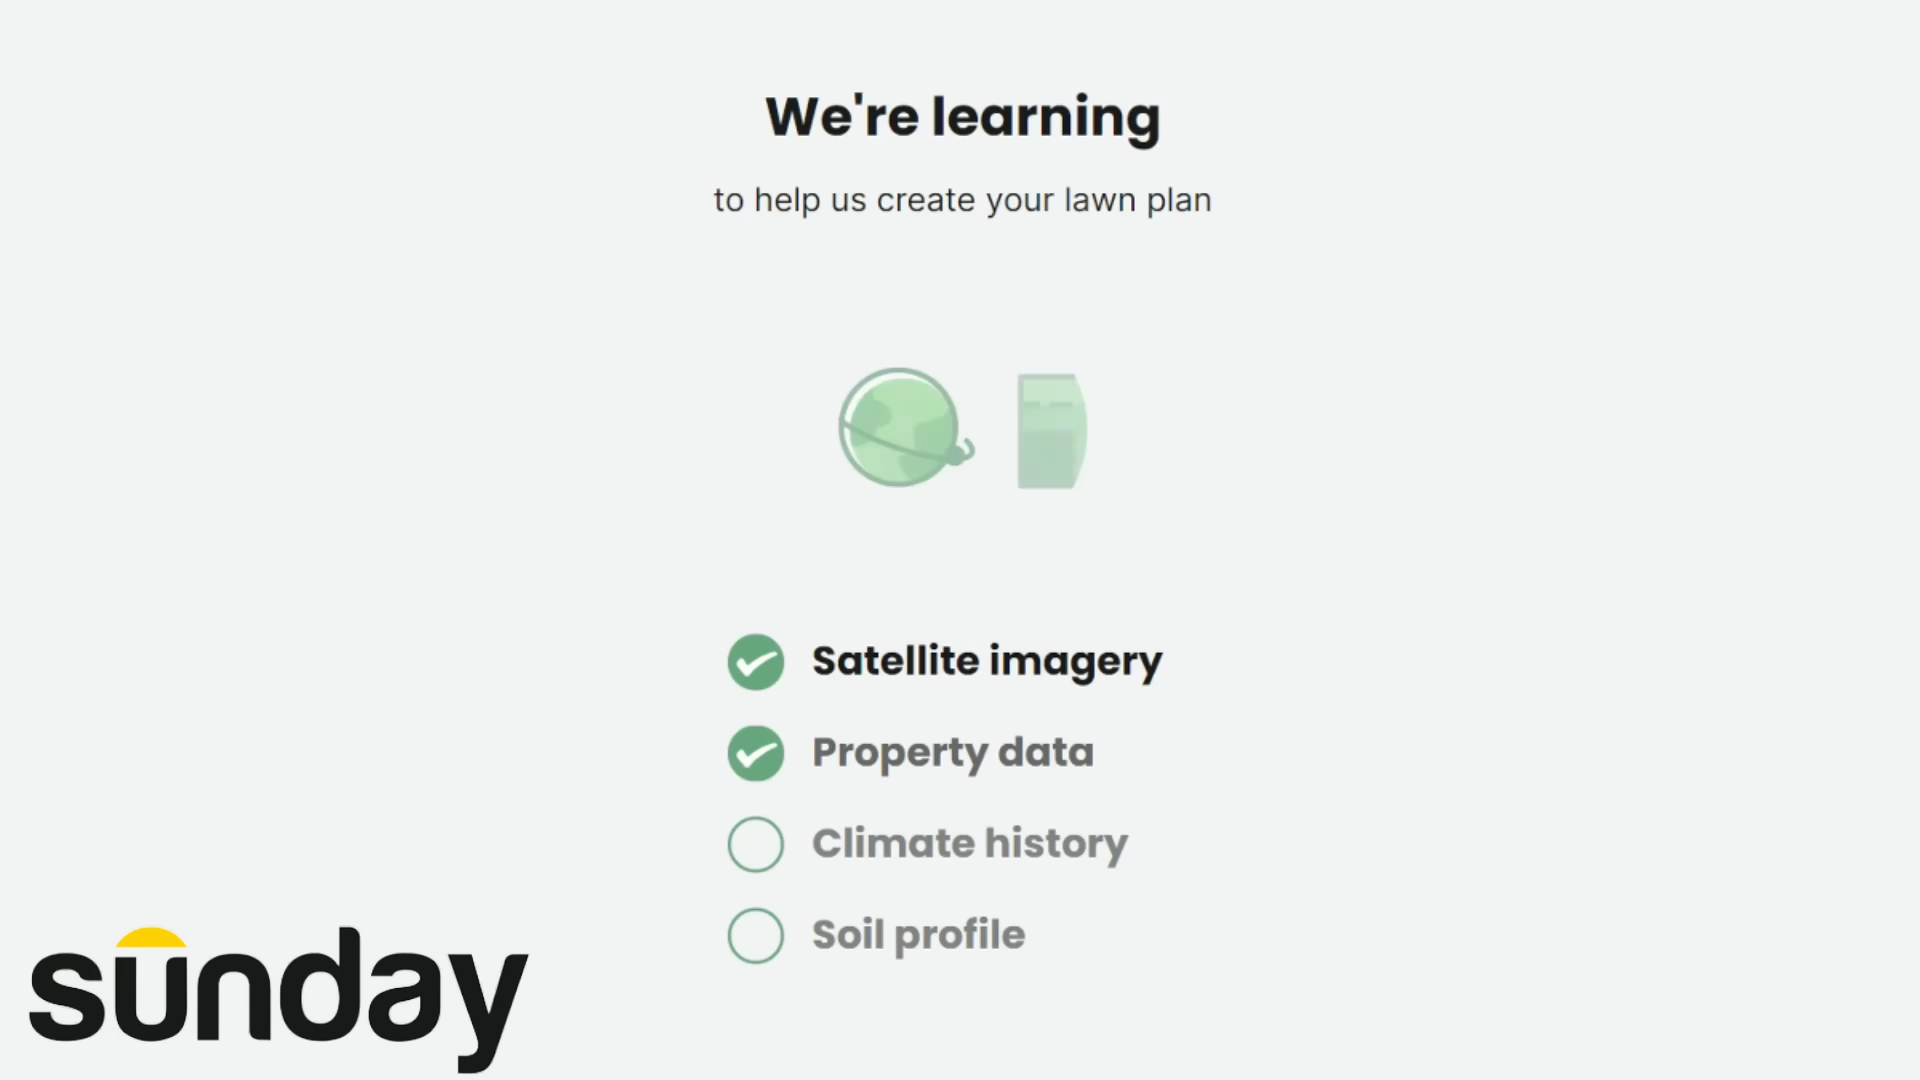 We're learning
to help us create your lawn plan
Satellite imagery
Property data
Climate history
Soil profile
sunday